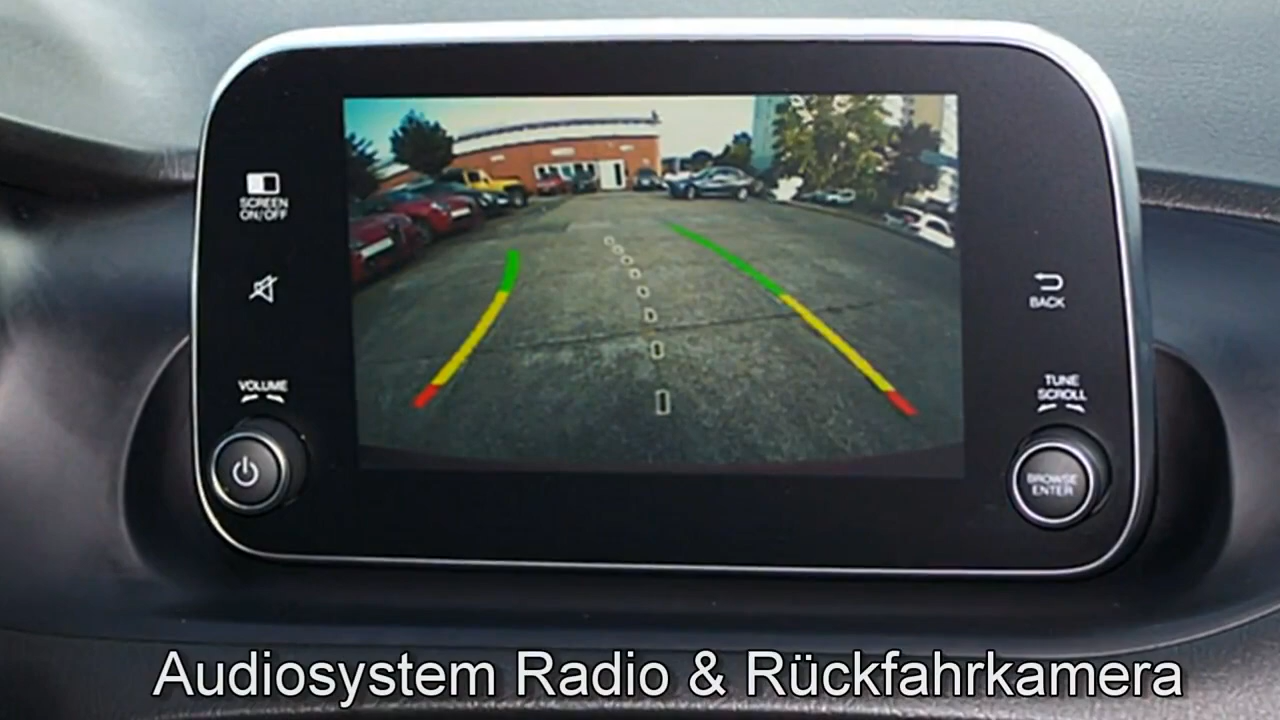 SCREEN
ON/OFF
BACK
VOLUME
TUNE
SCROLL
BROWSE
ENTER
Audiosystem Radio & Rückfahrkamera